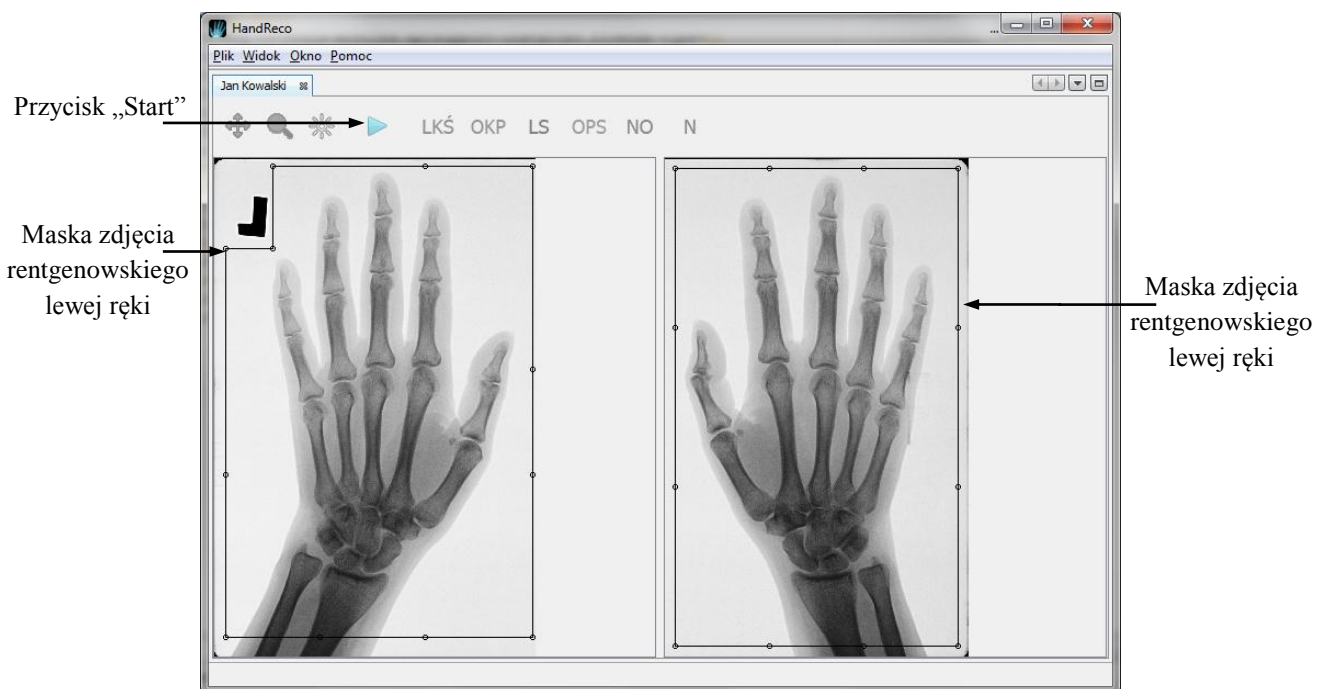 HandReco
...
Plik Widok Okno Pomoc
Jan Kowalski
Przycisk „Start”
LKŚ OKP LS OPS NO N
L
Maska zdjęcia
rentgenowskiego
lewej ręki
Maska zdjęcia
rentgenowskiego
lewej ręki